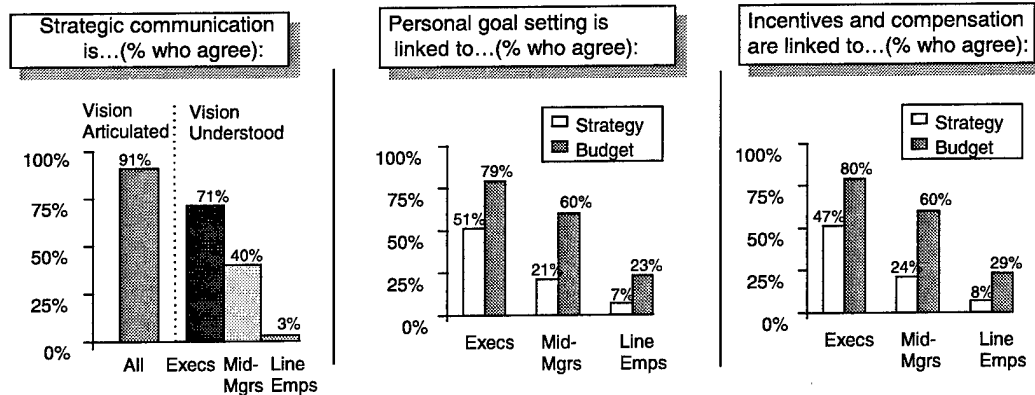 Strategic communication
is...(% who agree):
Vision
Articulated
Vision
Understood
100%
75%
50%
25%
0%
91%
71%
40%
3%
All
Execs
Mid-
Mgrs
Line
Emps
Personal goal setting is
linked to...(% who agree):
Strategy
Budget
100%
75%
50%
25%
0%
51%
79%
21%
60%
7%
23%
Execs
Mid-
Mgrs
Line
Emps
Incentives and compensation
are linked to...(% who agree):
Strategy
Budget
100%
75%
50%
25%
0%
47%
80%
24%
60%
8%
29%
Execs
Mid-
Mgrs
Line
Emps